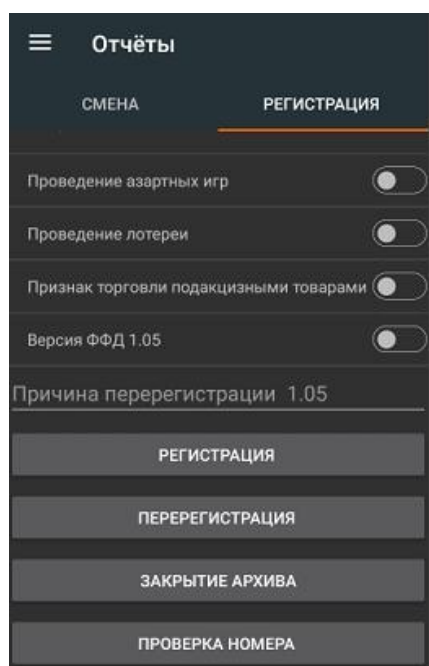 Отчёты
СМЕНА РЕГИСТРАЦИЯ
Проведение азартных игр
Проведение лотереи
Признак торговли подакцизными товарами
Версия ФФД 1.05
Причина перерегистрации 1.05
РЕГИСТРАЦИЯ
ПЕРЕРЕГИСТРАЦИЯ
ЗАКРЫТИЕ АРХИВА
ПРОВЕРКА НОМЕРА